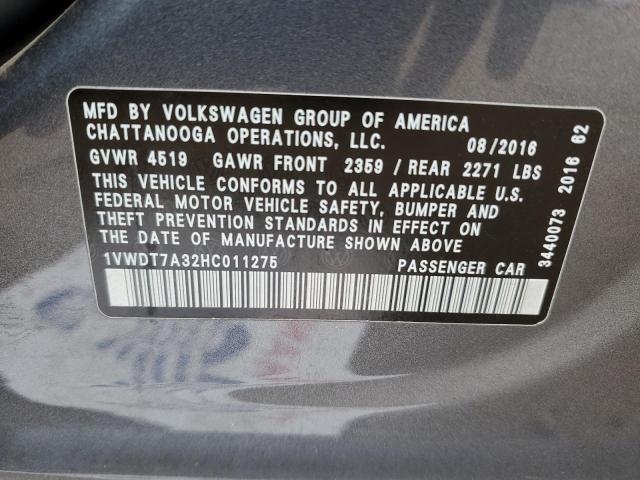 MFD BY VOLKSWAGEN GROUP OF AMERICA
CHATTANOOGA OPERATIONS, LLC. 08/2016
GVWR 4519 GAWR FRONT 2359 / REAR 2271 LBS
THIS VEHICLE CONFORMS TO ALL APPLICABLE U.S.
FEDERAL MOTOR VEHICLE SAFETY, BUMPER AND
THEFT PREVENTION STANDARDS IN EFFECT ON
THE DATE OF MANUFACTURE SHOWN ABOVE.
1VWDT7A32HC011275 PASSENGER CAR
3440073 2016 62